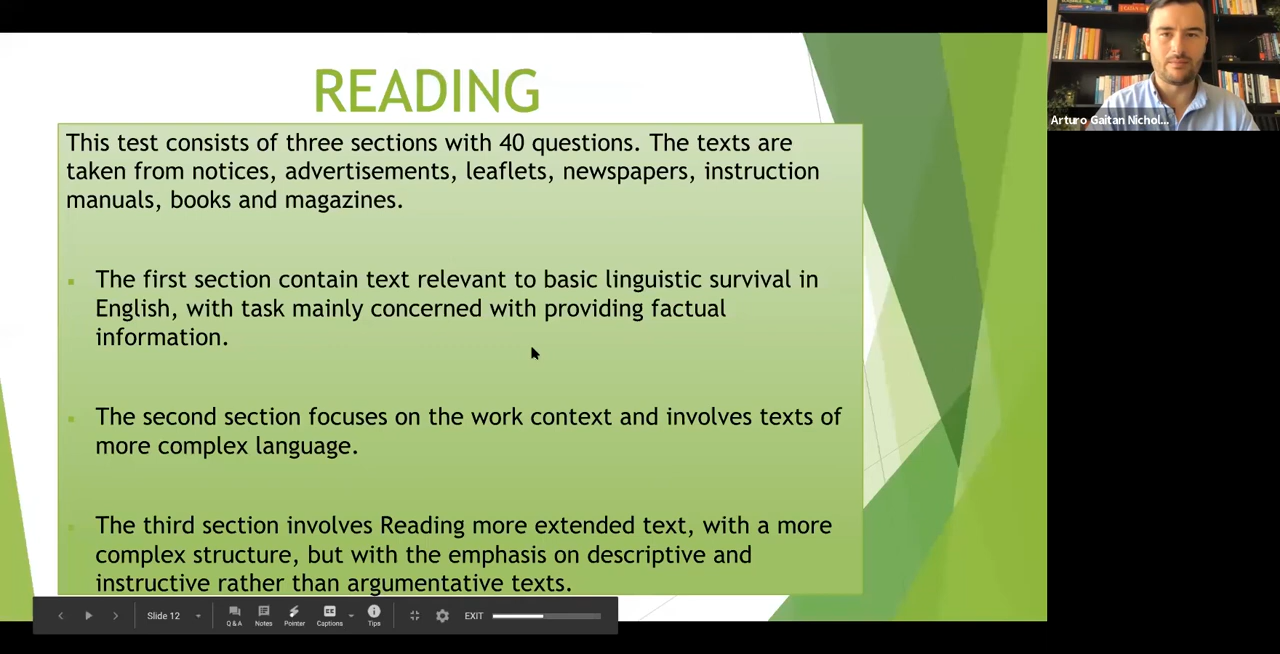 READING
This test consists of three sections with 40 questions. The texts are
taken from notices, advertisements, leaflets, newspapers, instruction
manuals, books and magazines.
The first section contain text relevant to basic linguistic survival in
English, with task mainly concerned with providing factual
information.
The second section focuses on the work context and involves texts of
more complex language.
The third section involves Reading more extended text, with a more
complex structure, but with the emphasis on descriptive and
instructive rather than argumentative texts.
Arturo Gaitan Nichol...
Slide 12
Q & A
Notes
Pointer
CC
Captions
Tips
EXIT